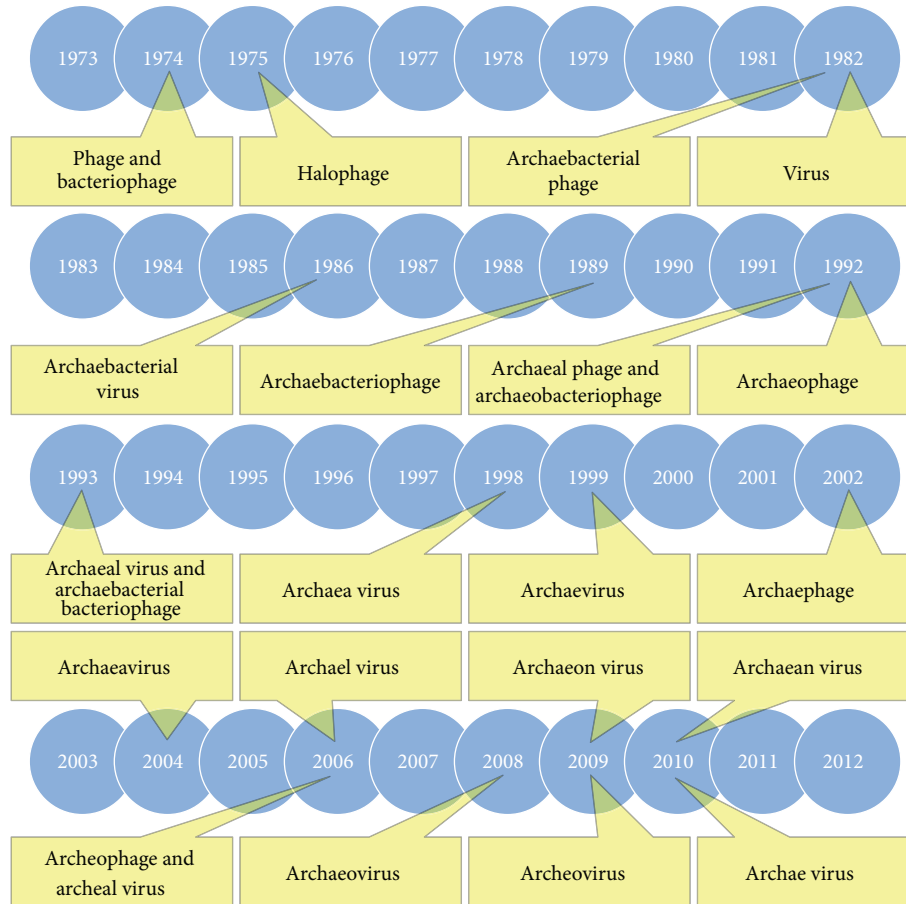 1973 1974 1975 1976 1977 1978 1979 1980 1981 1982
Phage and
bacteriophage
Halophage
Archaebacterial
phage
Virus
1983 1984 1985 1986 1987 1988 1989 1990 1991 1992
Archaebacterial
virus
Archaebacteriophage
Archaeal phage and
archaeobacteriophage
Archaeophage
1993 1994 1995 1996 1997 1998 1999 2000 2001 2002
Archaeal virus and
archaebacterial
bacteriophage
Archaea virus
Archaevirus
Archaephage
Archaeavirus
Archael virus
Archaeon virus
Archaean virus
2003 2004 2005 2006 2007 2008 2009 2010 2011 2012
Archeophage and
archeal virus
Archaeovirus
Archeovirus
Archae virus